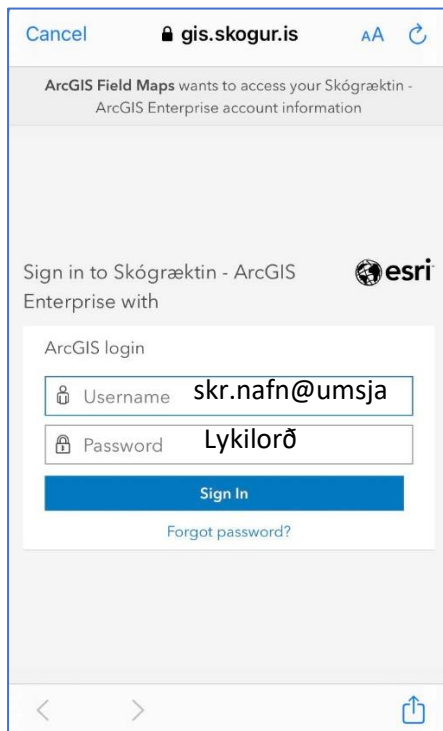 Cancel gis.skogur.is AA
ArcGIS Field Maps wants to access your Skógræktin -
ArcGIS Enterprise account information
Sign in to Skógræktin - ArcGIS
Enterprise with
esri
ArcGIS login
Username skr.nafn@umsja
Password Lykilorð
Sign In
Forgot password?